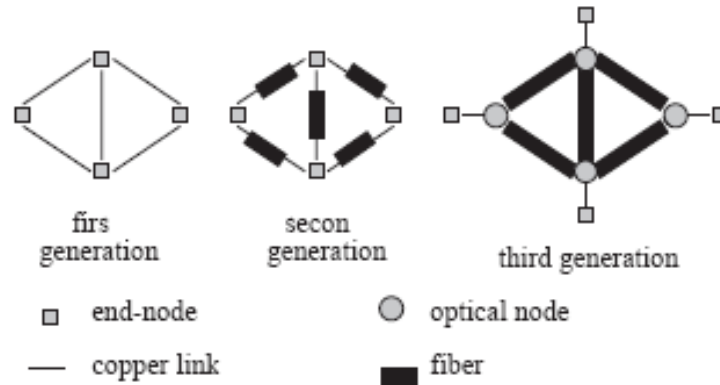 firs
generation
secon
generation
third generation
end-node
optical node
copper link
fiber